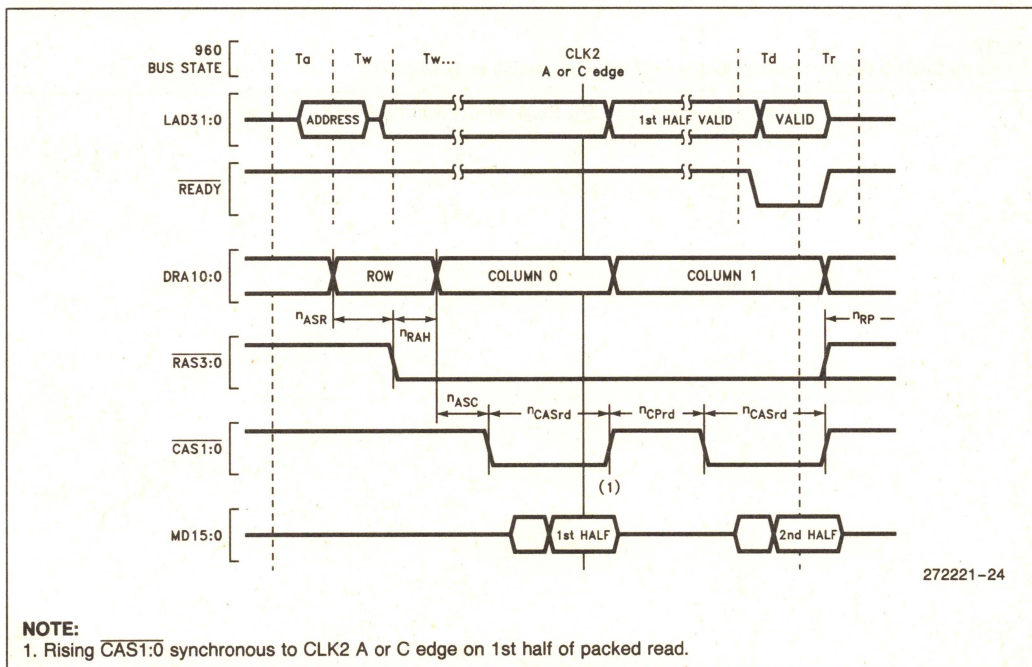 960
BUS STATE
Ta Tw Tw... CLK2 Td Tr
A or C edge
LAD31:0 ADDRESS 1st HALF VALID VALID
READY
DRA10:0 ROW COLUMN 0 COLUMN 1
nASR nRAH nRP
RAS3:0
nASC nCASrd nCPrd nCASrd
CAS1:0
(1)
MD15:0 1st HALF 2nd HALF
272221-24
NOTE:
1. Rising CAS1:0 synchronous to CLK2 A or C edge on 1st half of packed read.